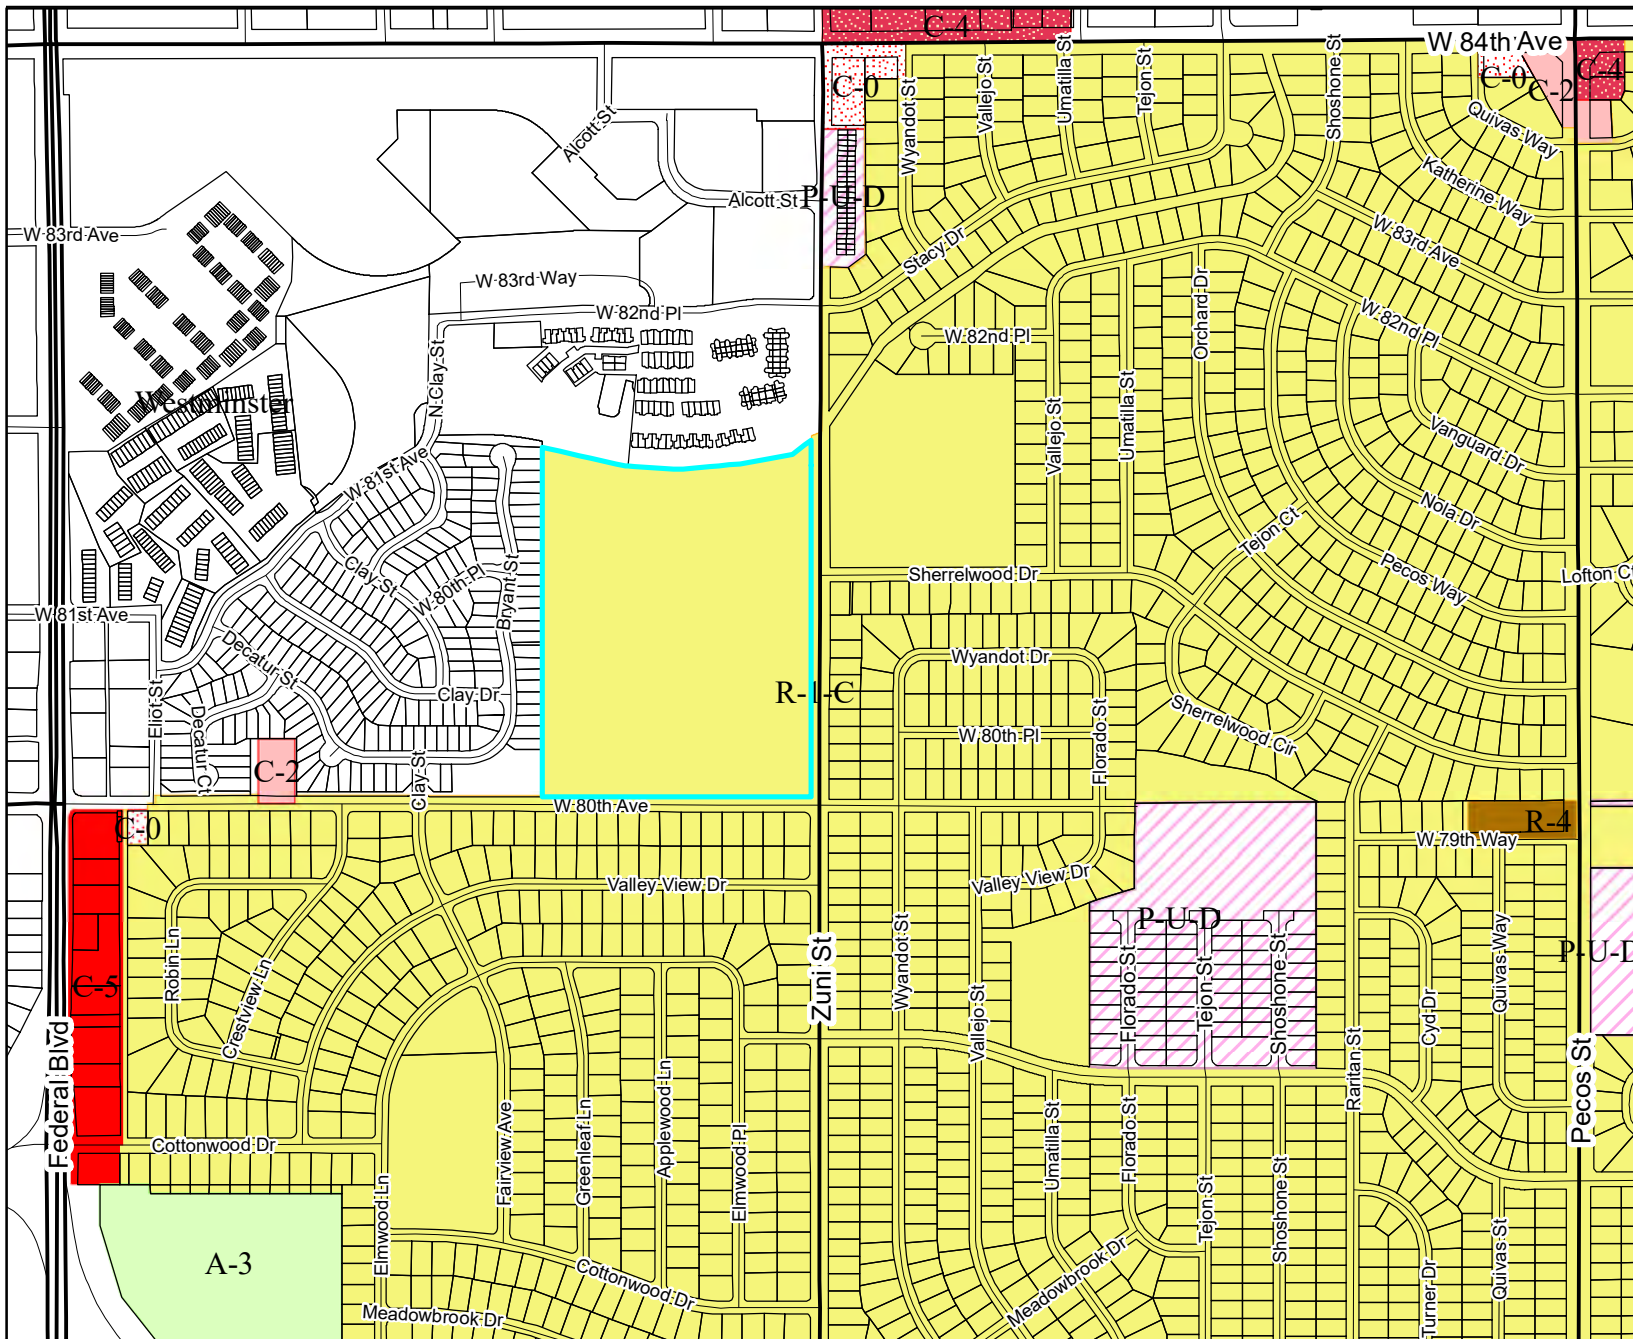 C-4
W 84th Ave
C-0
C-0
C-2
C-4
Wyandot St
Vallejo St
Umatilla St
Tejon St
Shoshone St
Quivas Way
Alcott St
Katherine Way
Alcott St
P-U-D
W 83rd Ave
W 83rd Ave
Stacy Dr
W 83rd Way
W 82nd Pl
Orchard Dr
W 82nd Pl
W 82nd Pl
N Clay St
Westminster
Vallejo St
Umatilla St
Vanguard Dr
W 81st Ave
Nola Dr
Tejon Ct
Clay St
W 80th Pl
Bryant St
Sherrelwood Dr
Pecos Way
Lofton Ct
W 81st Ave
Decatur St
Wyandot Dr
Clay Dr
R-1-C
Eliot St
Decatur Ct
Sherrelwood Cir
Florado St
W 80th Pl
C-2
Clay St
W 80th Ave
C-0
R-4
W 79th Way
Valley View Dr
Valley View Dr
P-U-D
P-U-D
Robin Ln
Crestview Ln
Zuni St
Wyandot St
Vallejo St
Florado St
Tejon St
Shoshone St
Quivas Way
Cyd Dr
C-5
Raritan St
Federal Blvd
Pecos St
Cottonwood Dr
Fairview Ave
Greenleaf Ln
Applewood Ln
Elmwood Pl
Umatilla St
Florado St
Tejon St
Shoshone St
Elmwood Ln
Quivas St
A-3
Cottonwood Dr
Meadowbrook Dr
Meadowbrook Dr
Turner Dr